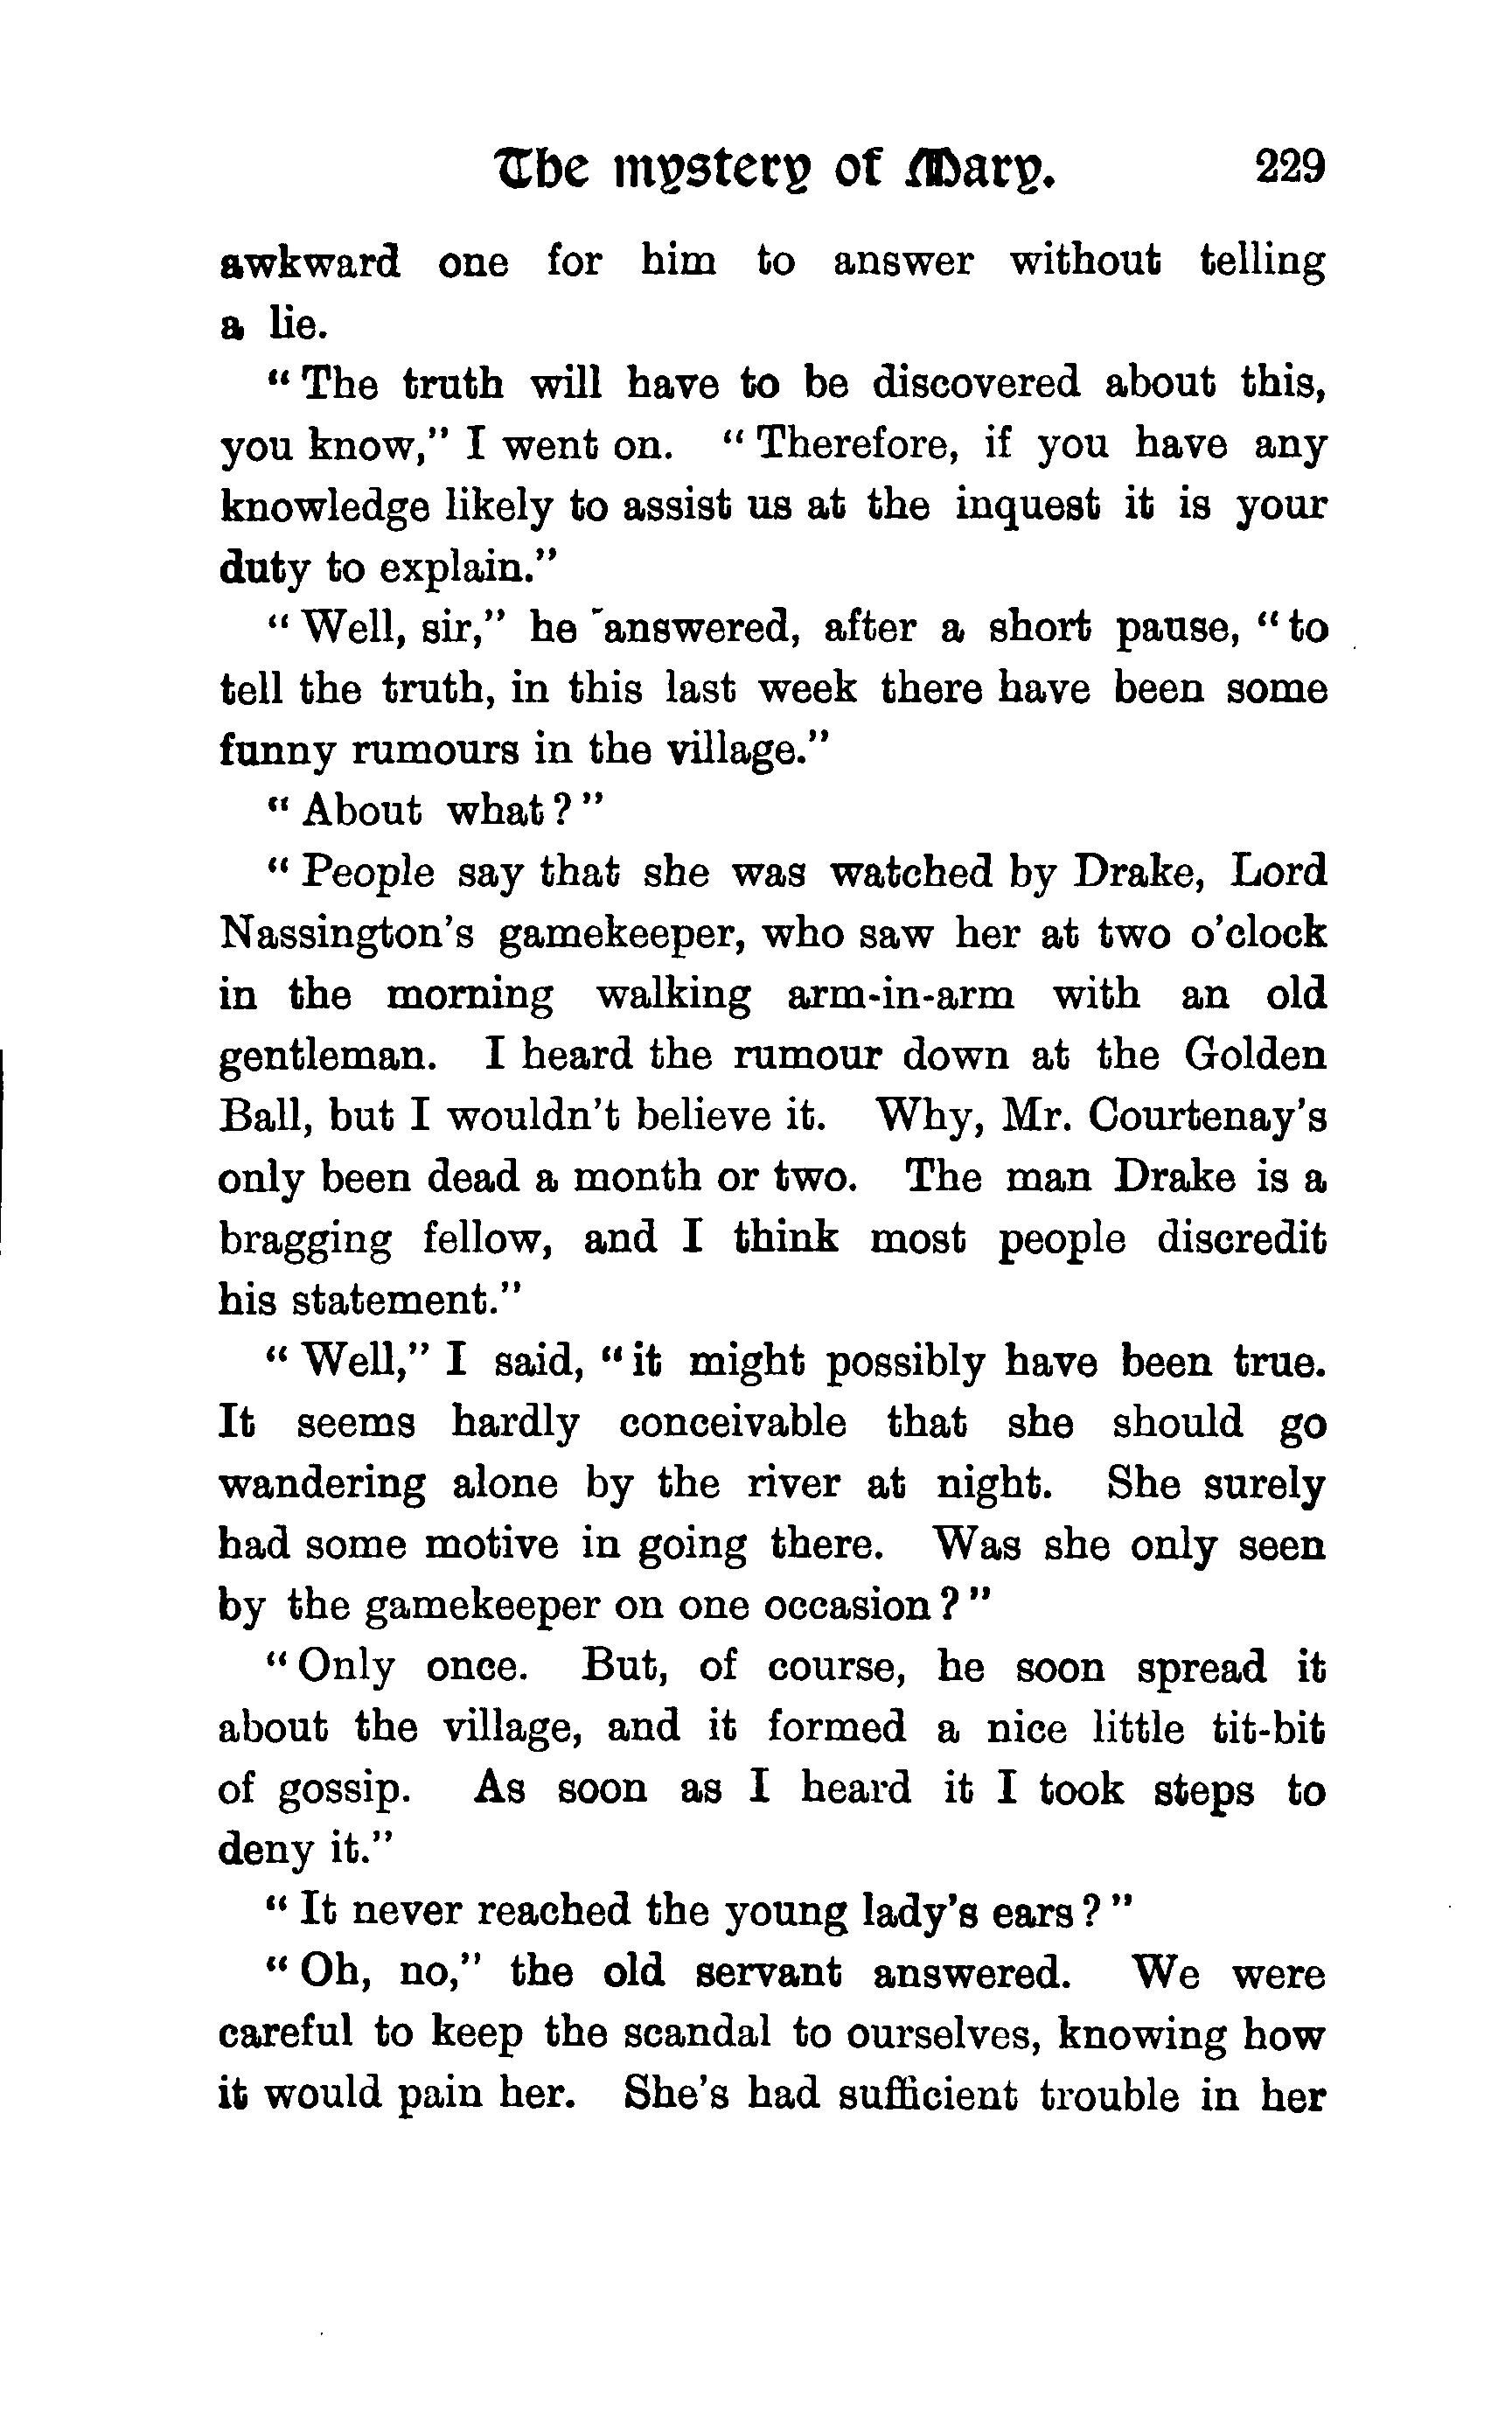 The mystery of Mary. 229
awkward one for him to answer without telling
a lie.
"The truth will have to be discovered about this,
you know," I went on. "Therefore, if you have any
knowledge likely to assist us at the inquest it is your
duty to explain."
"Well, sir," he answered, after a short pause, "to
tell the truth, in this last week there have been some
funny rumours in the village."
"About what?"
"People say that she was watched by Drake, Lord
Nassington's gamekeeper, who saw her at two o'clock
in the morning walking arm-in-arm with an old
gentleman. I heard the rumour down at the Golden
Ball, but I wouldn't believe it. Why, Mr. Courtenay's
only been dead a month or two. The man Drake is a
bragging fellow, and I think most people discredit
his statement."
"Well," I said, "it might possibly have been true.
It seems hardly conceivable that she should go
wandering alone by the river at night. She surely
had some motive in going there. Was she only seen
by the gamekeeper on one occasion?"
"Only once. But, of course, he soon spread it
about the village, and it formed a nice little tit-bit
of gossip. As soon as I heard it I took steps to
deny it."
"It never reached the young lady's ears?"
"Oh, no," the old servant answered. We were
careful to keep the scandal to ourselves, knowing how
it would pain her. She's had sufficient trouble in her